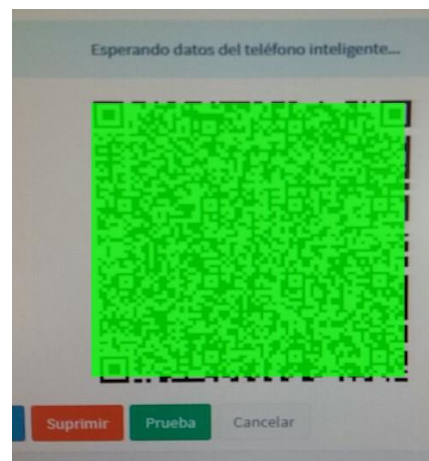 Esperando datos del teléfono inteligente...
Suprimir Prueba Cancelar